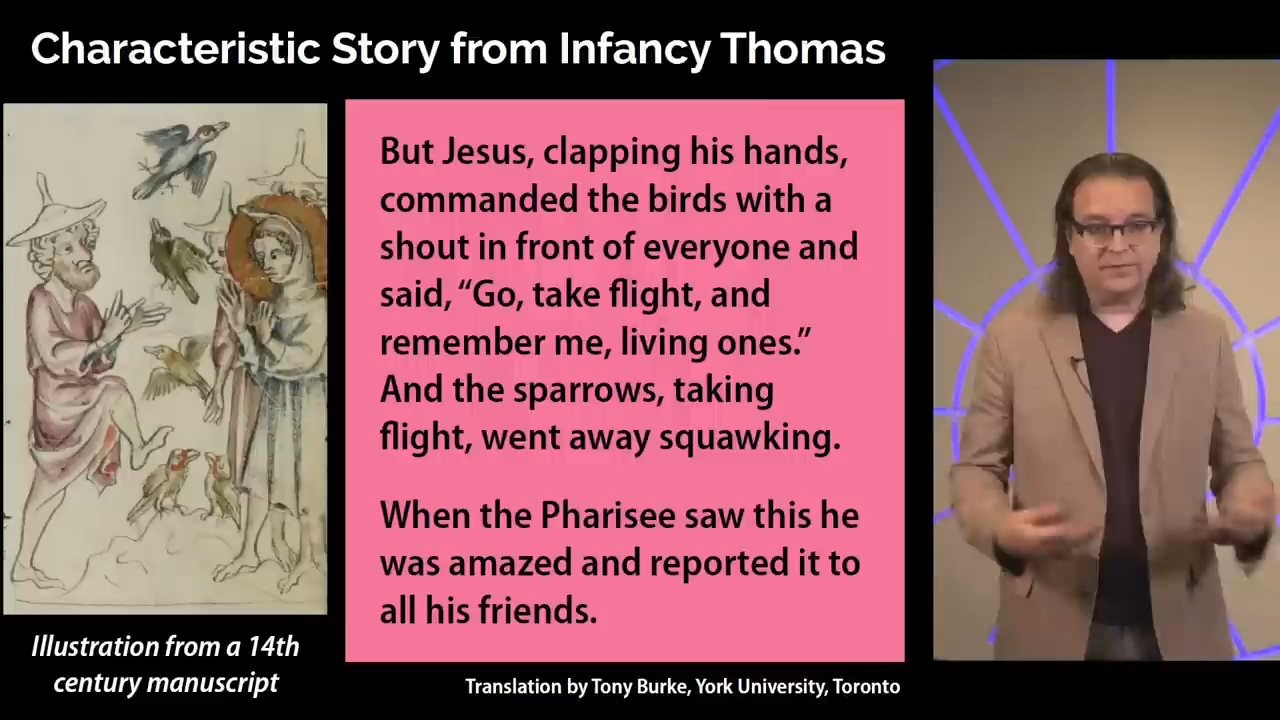 Characteristic Story from Infancy Thomas
But Jesus, clapping his hands,
commanded the birds with a
shout in front of everyone and
said, “Go, take flight, and
remember me, living ones.”
And the sparrows, taking
flight, went away squawking.
When the Pharisee saw this he
was amazed and reported it to
all his friends.
Illustration from a 14th
century manuscript
Translation by Tony Burke, York University, Toronto